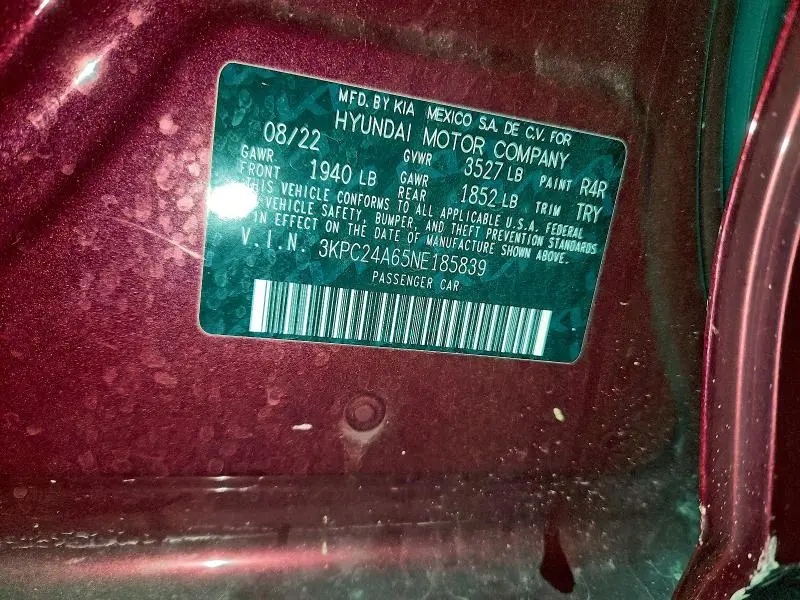 MFD. BY KIA MEXICO S.A. DE C.V. FOR
HYUNDAI MOTOR COMPANY
08/22 GVWR 3527 LB PAINT R4R
GAWR FRONT 1940 LB GAWR REAR 1852 LB TRIM TRY
THIS VEHICLE CONFORMS TO ALL APPLICABLE U.S.A. FEDERAL
VEHICLE SAFETY, BUMPER, AND THEFT PREVENTION STANDARDS
IN EFFECT ON THE DATE OF MANUFACTURE SHOWN ABOVE.
V.I.N. 3KPC24A65NE185839
PASSENGER CAR